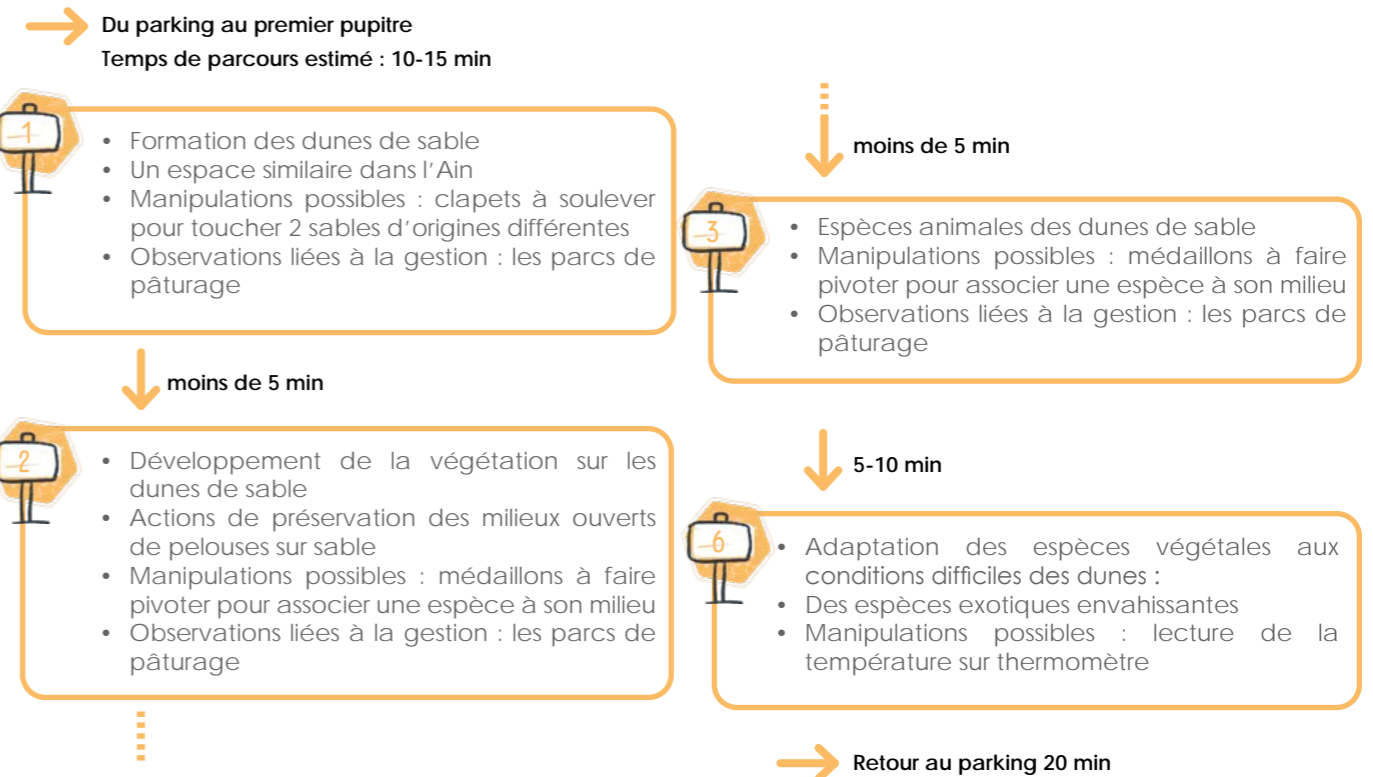 Du parking au premier pupitre
Temps de parcours estimé : 10-15 min
1
• Formation des dunes de sable
• Un espace similaire dans l'Ain
• Manipulations possibles : clapets à soulever
pour toucher 2 sables d'origines différentes
• Observations liées à la gestion : les parcs de
pâturage
moins de 5 min
2
• Développement de la végétation sur les
dunes de sable
• Actions de préservation des milieux ouverts
de pelouses sur sable
• Manipulations possibles : médaillons à faire
pivoter pour associer une espèce à son milieu
• Observations liées à la gestion : les parcs de
pâturage
moins de 5 min
3
• Espèces animales des dunes de sable
• Manipulations possibles : médaillons à faire
pivoter pour associer une espèce à son milieu
• Observations liées à la gestion : les parcs de
pâturage
5-10 min
6
• Adaptation des espèces végétales aux
conditions difficiles des dunes :
• Des espèces exotiques envahissantes
• Manipulations possibles : lecture de la
température sur thermomètre
Retour au parking 20 min